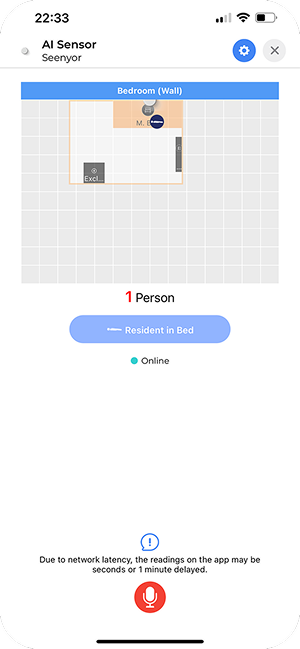 22:33
AI Sensor
Seenyor
Bedroom (Wall)
Excl...
1 Person
Resident in Bed
Online
Due to network latency, the readings on the app may be
seconds or 1 minute delayed.